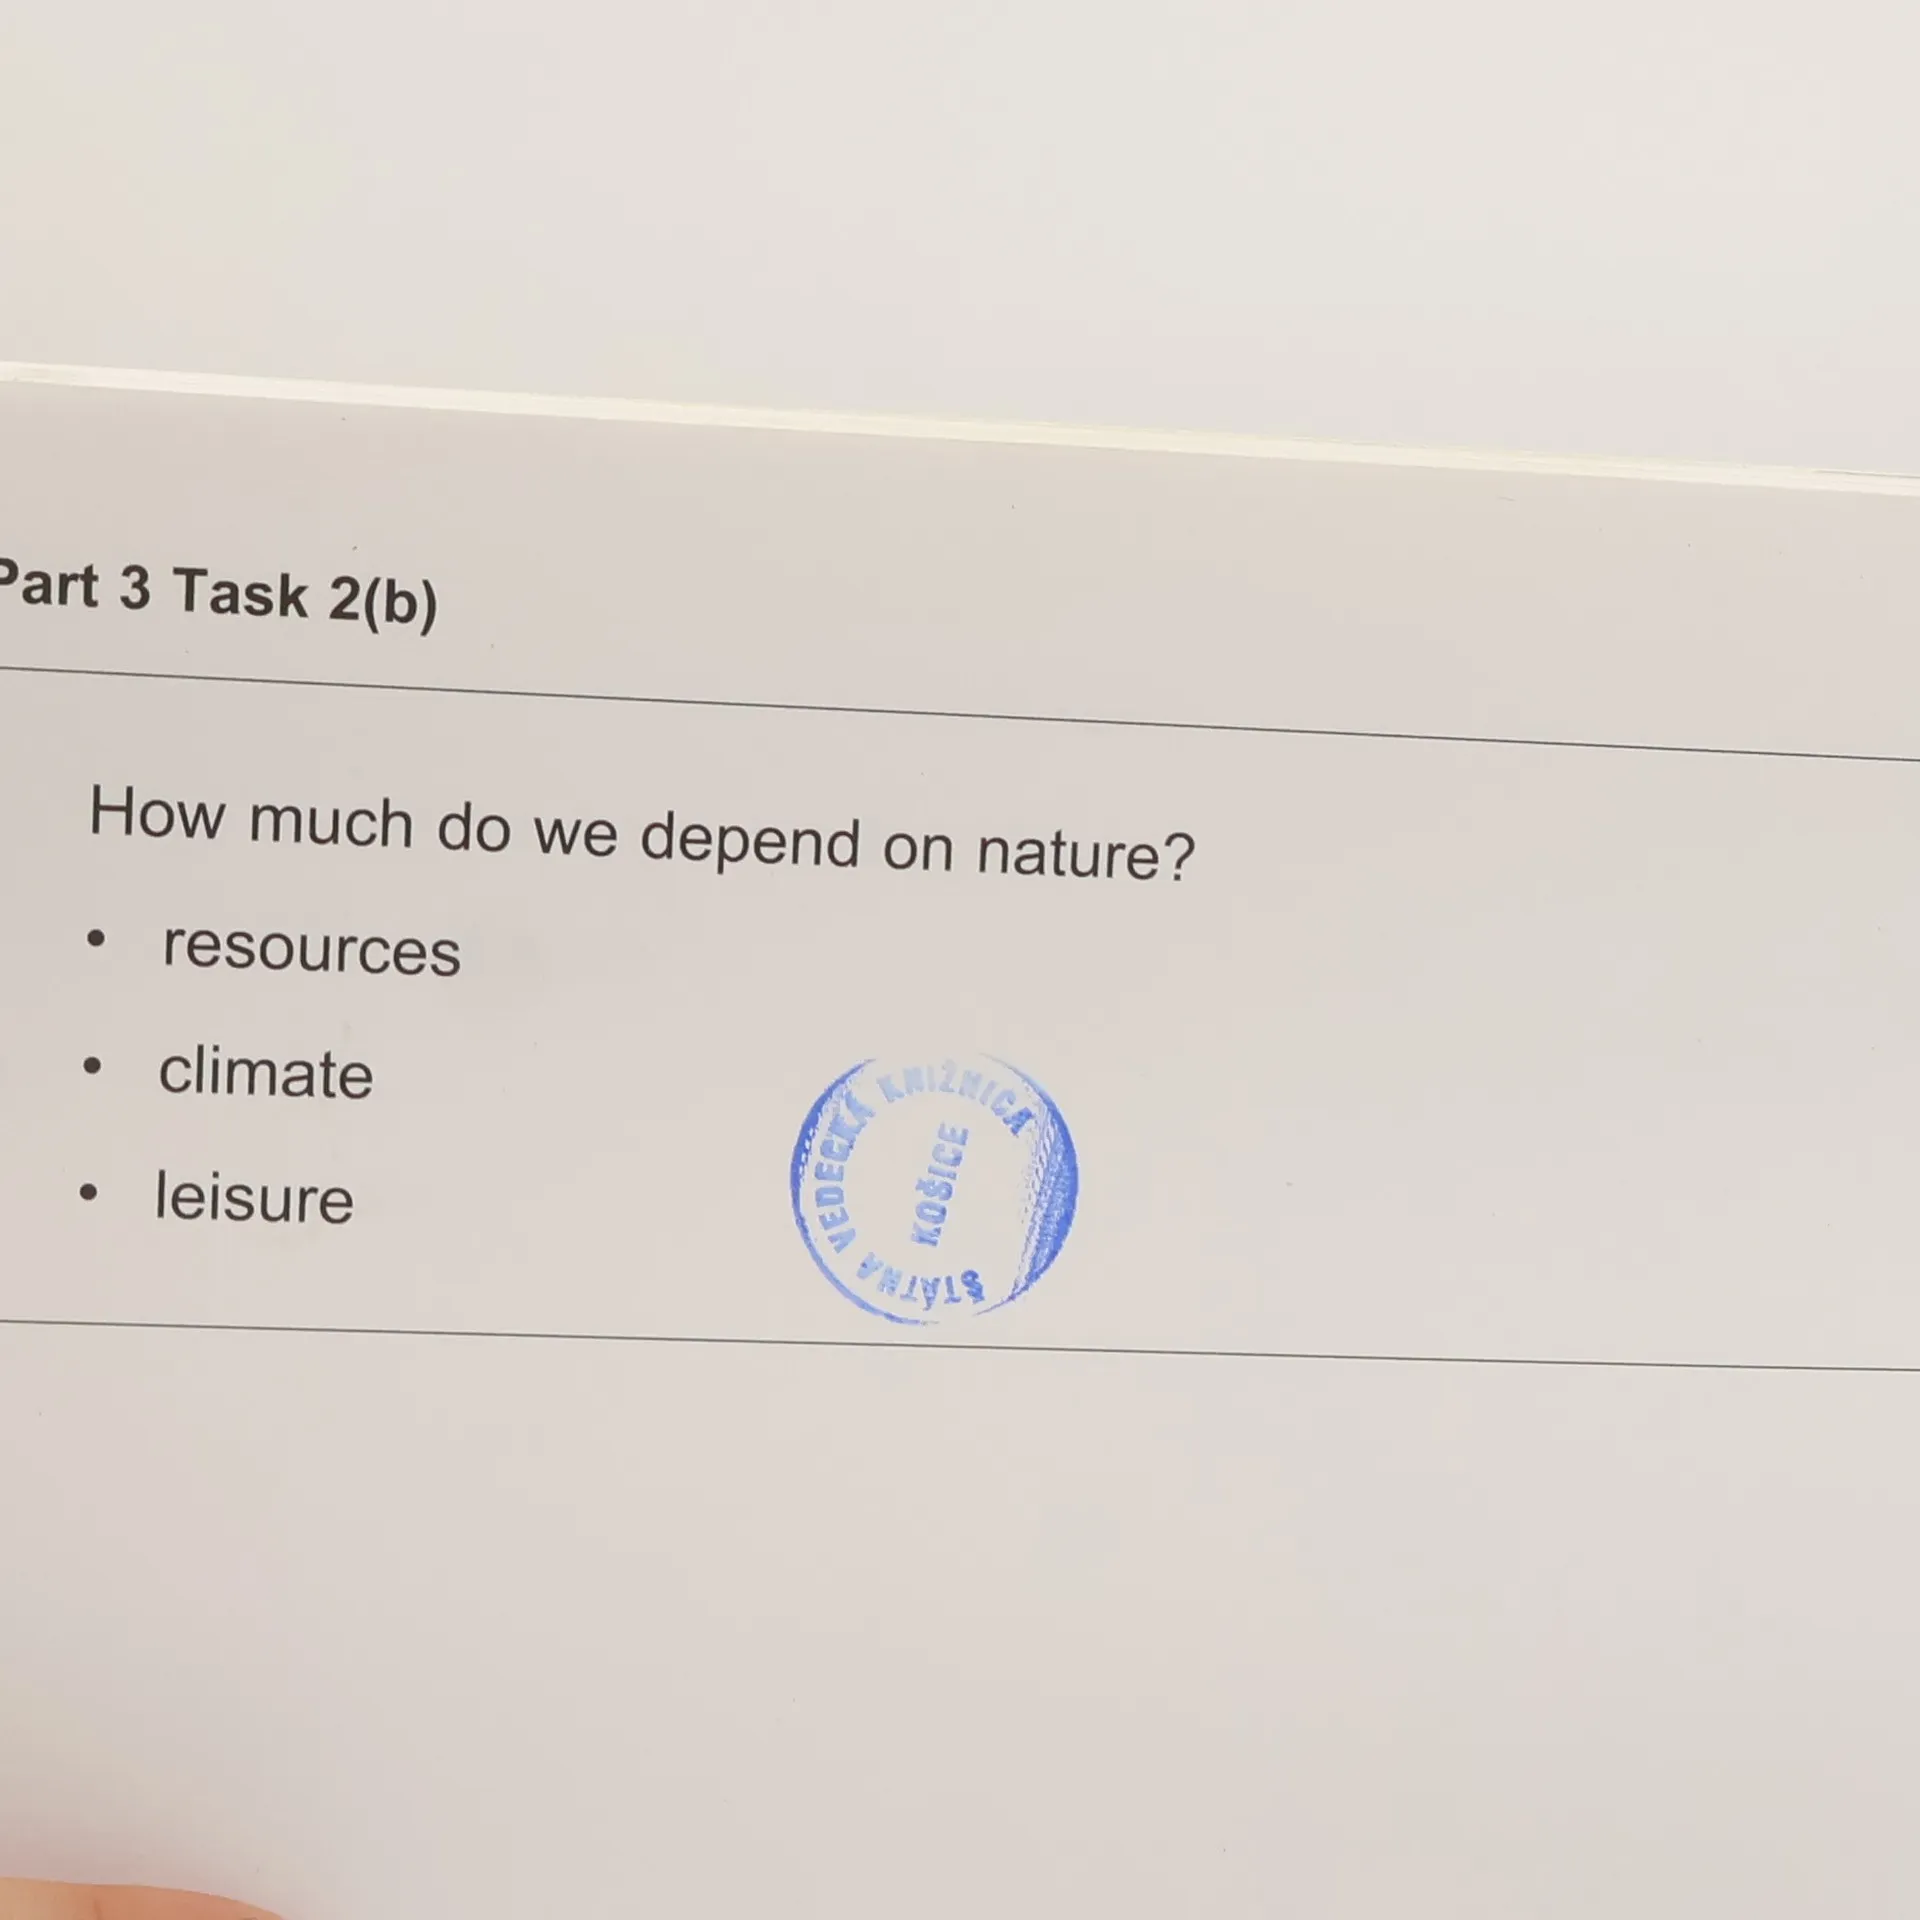 Part 3 Task 2(b)
How much do we depend on nature?
• resources
• climate
• leisure
ŠTÁTNA VEDECKÁ KNIŽNICA
KOŠICE